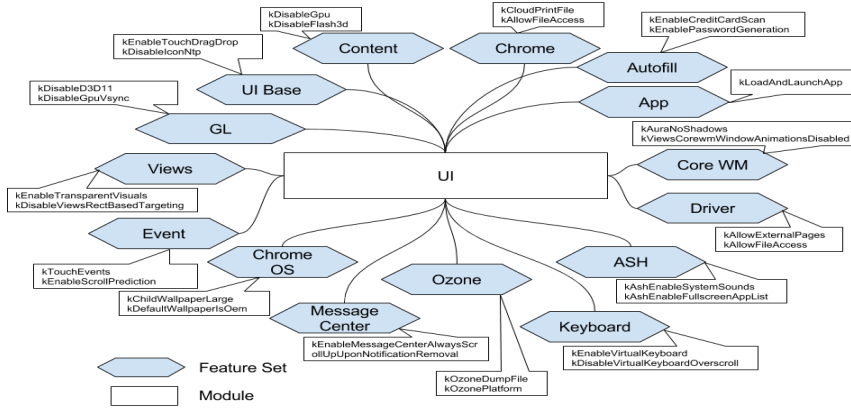 kDisableGpu
kDisableFlash3d
kCloudPrintFile
kAllowFileAccess
kEnableCreditCardScan
kEnablePasswordGeneration
kEnableTouchDragDrop
kDisableIconNtp
Content
Chrome
Autofill
kLoadAndLaunchApp
kDisableD3D11
kDisableGpuVsync
UI Base
App
GL
kAuraNoShadows
kViewsCorewmWindowAnimationsDisabled
Views
UI
Core WM
kEnableTransparentVisuals
kDisableViewsRectBasedTargeting
Driver
Event
kAllowExternalPages
kAllowFileAccess
kTouchEvents
kEnableScrollPrediction
Chrome
OS
Ozone
ASH
kAshEnableSystemSounds
kAshEnableFullscreenAppList
kChildWallpaperLarge
kDefaultWallpaperIsOem
Message
Center
Keyboard
kEnableMessageCenterAlwaysScr
ollUpUponNotificationRemoval
kEnableVirtualKeyboard
kDisableVirtualKeyboardOverscroll
kOzoneDumpFile
kOzonePlatform
Feature Set
Module